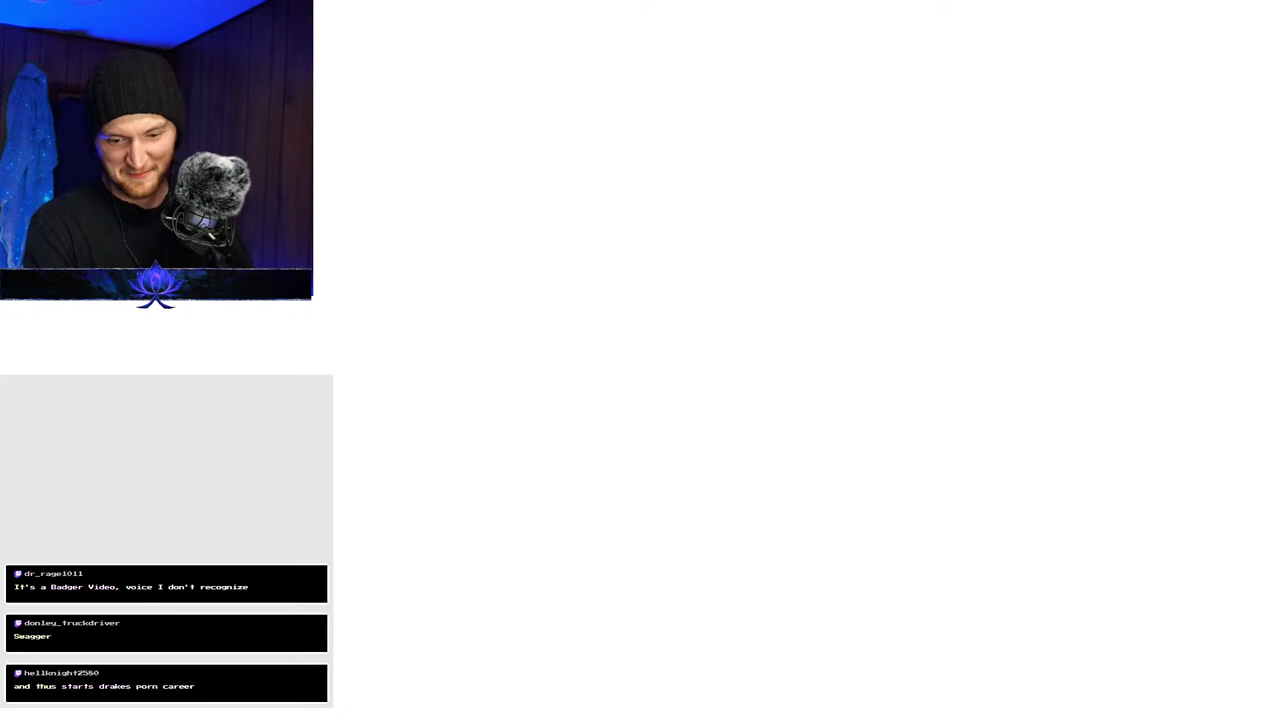 dr_rage1011
It's a Badger Video, voice I don't recognize
donley_truckdriver
Swagger
hellknight2580
and thus starts drakes porn career